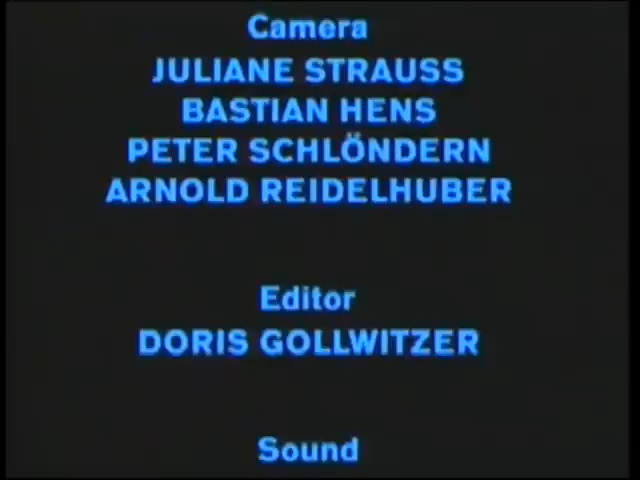 Camera
JULIANE STRAUSS
BASTIAN HENS
PETER SCHLÖNDERN
ARNOLD REIDELHUBER
Editor
DORIS GOLLWITZER
Sound